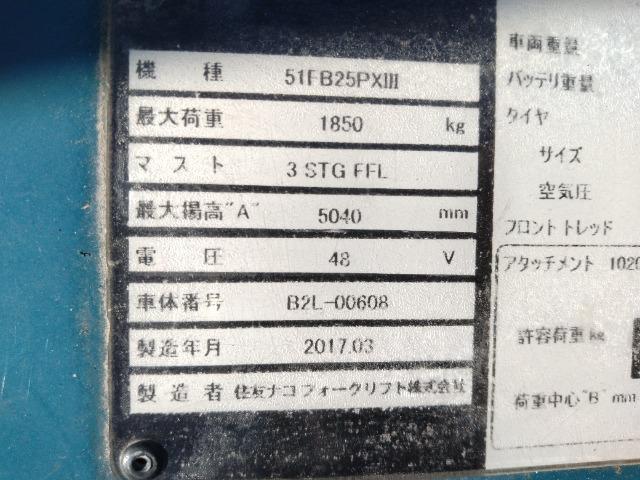 機種 51FB25PXIII
最大荷重 1850 kg
マスト 3 STG FFL
最大揚高"A" 5040 mm
電圧 48 V
車体番号 B2L-00608
製造年月 2017.03
製造者 住友ナコ フォークリフト株式会社
車両重量
バッテリ重量
タイヤ
サイズ
空気圧
フロントトレッド
アタッチメント 1020
許容荷重 kg
荷重中心"B" mm